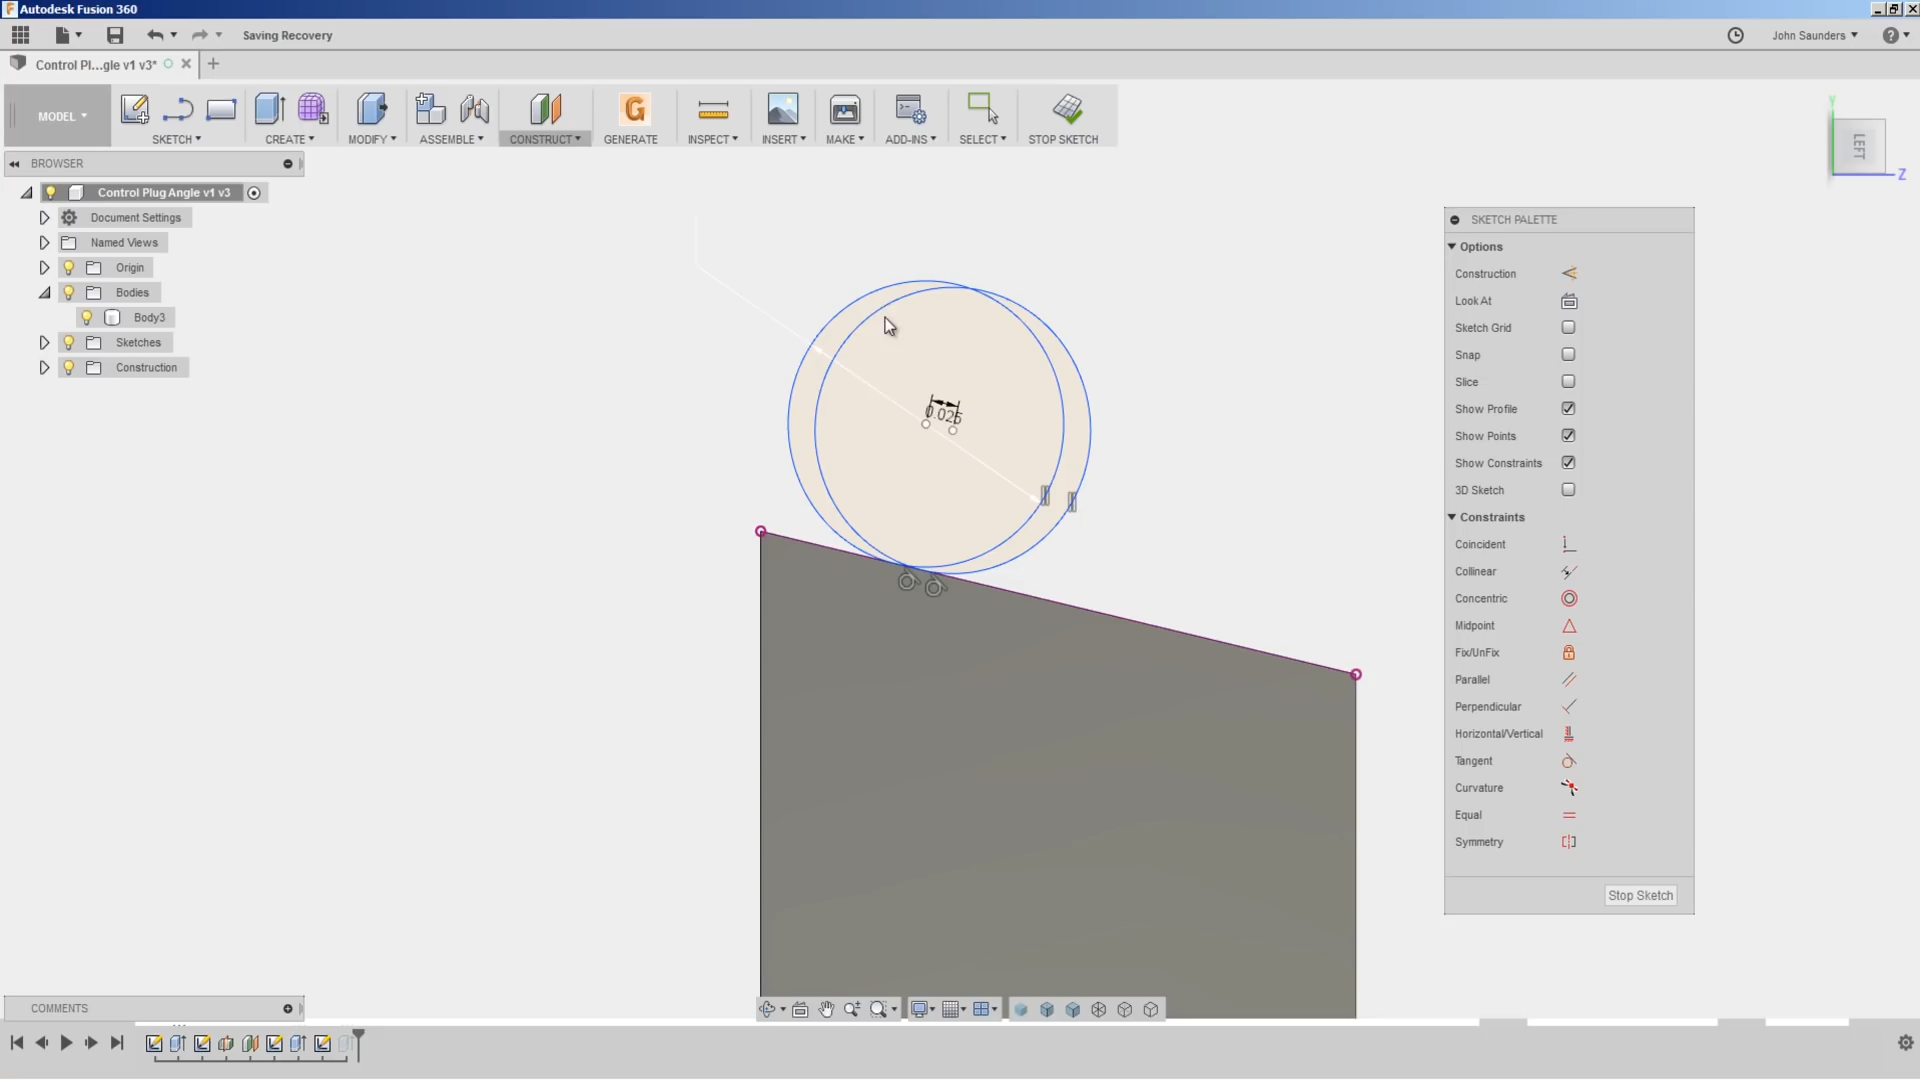 Autodesk Fusion 360
Saving Recovery
John Saunders
Control Pl...gle v1 v3*
MODEL
SKETCH
CREATE
MODIFY
ASSEMBLE
CONSTRUCT
GENERATE
INSPECT
INSERT
MAKE
ADD-INS
SELECT
STOP SKETCH
BROWSER
Control Plug Angle v1 v3
Document Settings
Named Views
Origin
Bodies
Body3
Sketches
Construction
Y
LEFT
Z
0.025
SKETCH PALETTE
Options
Construction
Look At
Sketch Grid
Snap
Slice
Show Profile
Show Points
Show Constraints
3D Sketch
Constraints
Coincident
Collinear
Concentric
Midpoint
Fix/UnFix
Parallel
Perpendicular
Horizontal/Vertical
Tangent
Curvature
Equal
Symmetry
Stop Sketch
COMMENTS